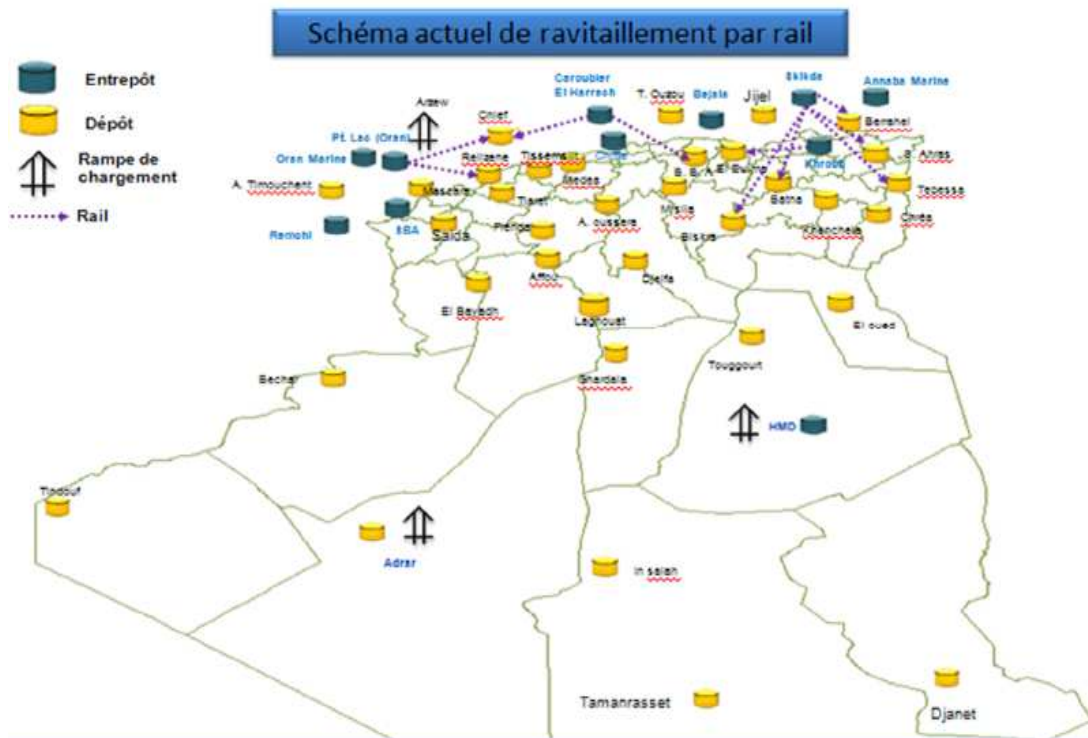 Schéma actuel de ravitaillement par rail
Entrepôt
Dépôt
Rampe de
chargement
Rail
Caroubier
El Harrach
T. Ouzou
Bejaia
Jijel
Skikda
Annaba Marine
Arzew
Chlef
Berrahel
Pt. Lac (Oran)
Oran Marine
Relizane
Tissems
Medea
Chiffa
B. B. A
El Eulma
Khroub
S. Ahras
A. Timouchent
Mascara
Tiaret
M'sila
Batna
Tebessa
Remchi
SBA
Saida
Frenda
A. oussera
Biskra
Khenchela
Chréa
Aflou
Djelfa
El Bayadh
Laghouat
El oued
Touggourt
Ghardaia
Bechar
HMD
Tindouf
Adrar
In salah
Tamanrasset
Djanet